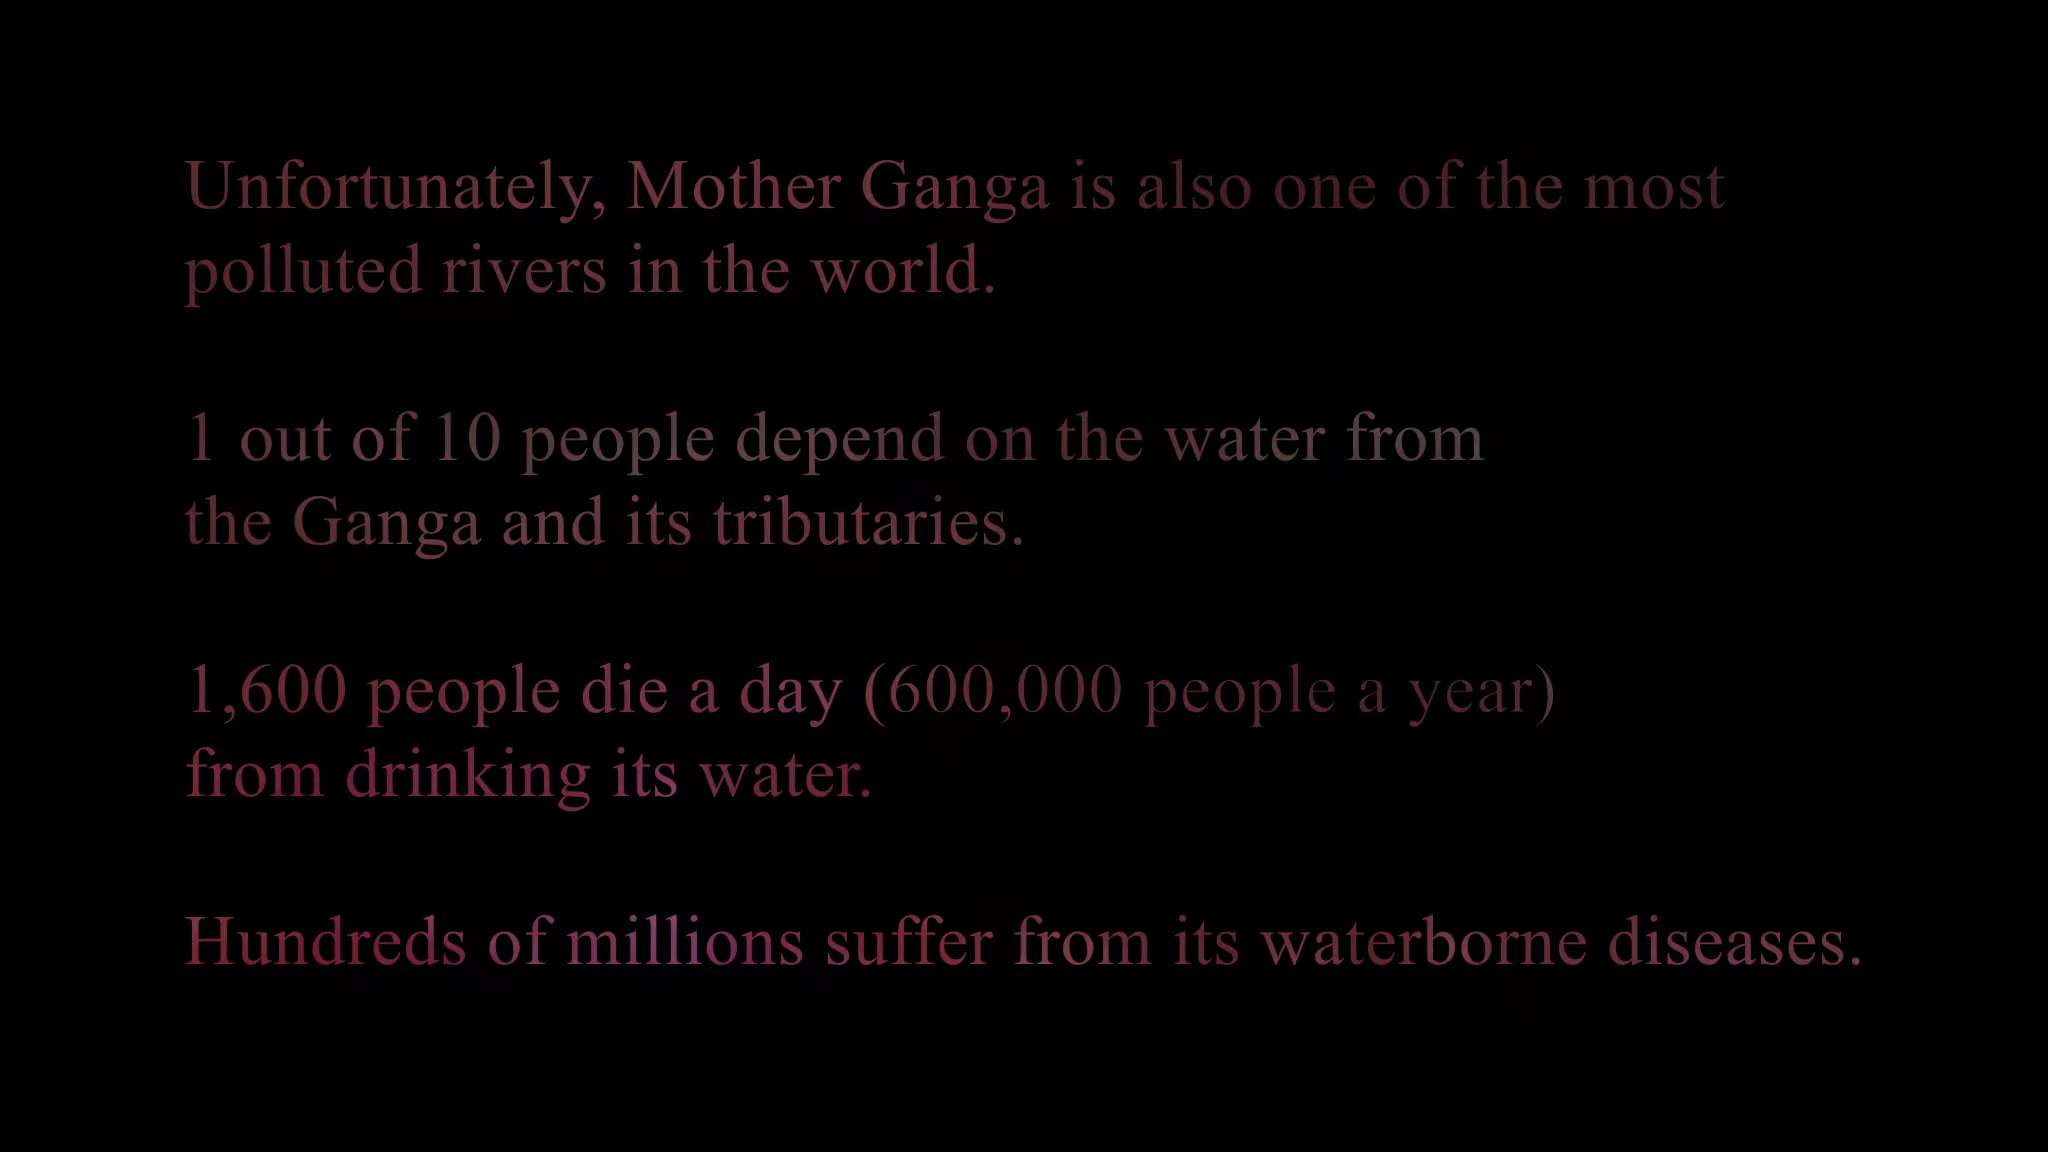 Unfortunately, Mother Ganga is also one of the most
polluted rivers in the world.
1 out of 10 people depend on the water from
the Ganga and its tributaries.
1,600 people die a day (600,000 people a year)
from drinking its water.
Hundreds of millions suffer from its waterborne diseases.